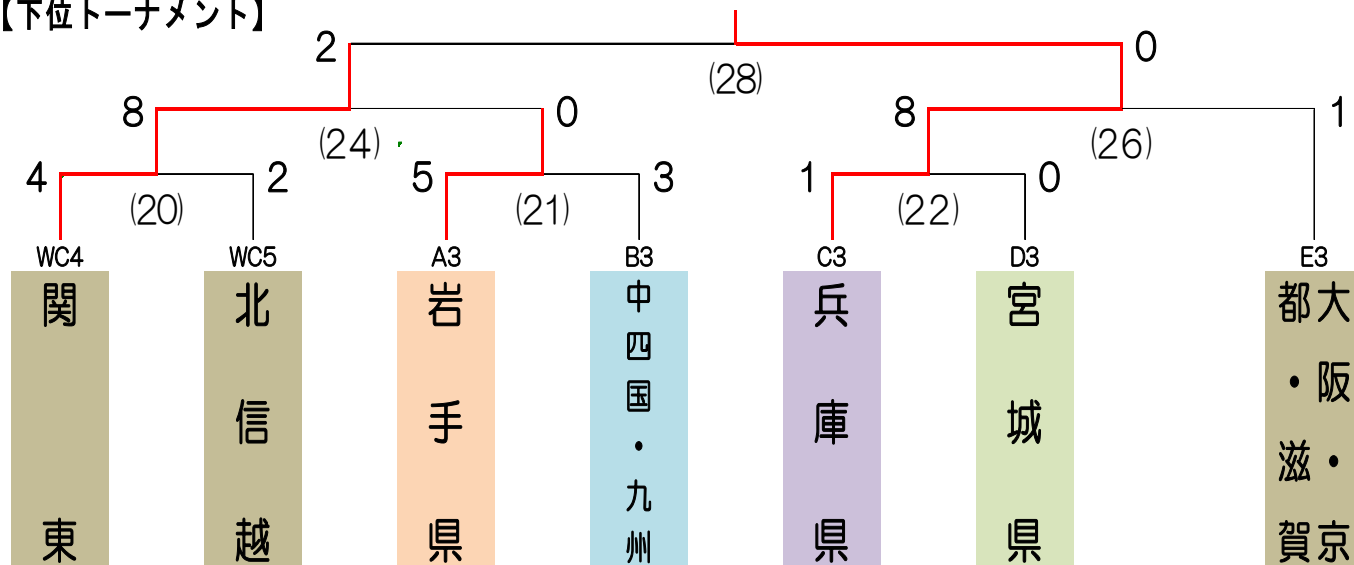 【下位トーナメント】
2 0
(28)
8 0 8 1
(24) (26)
4 2 5 3 1 0
(20) (21) (22)
WC4 WC5 A3 B3 C3 D3 E3
関東
北信越
岩手県
中四国・九州
兵庫県
宮城県
大阪・京
都・滋賀